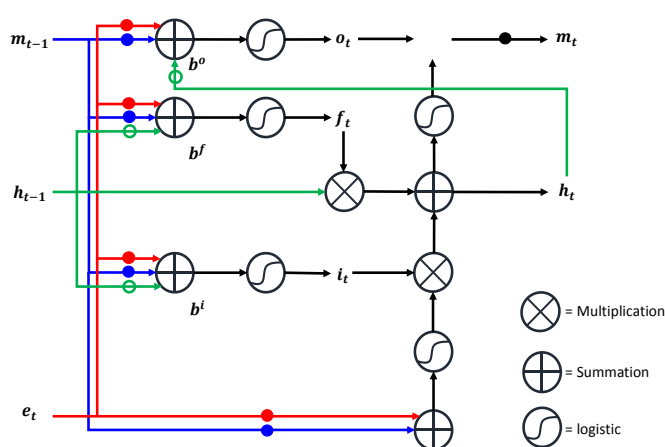 m_{t−1} o_t m_t
b^o
f_t
b^f
h_{t−1} h_t
i_t
b^i
= Multiplication
= Summation
e_t
= logistic